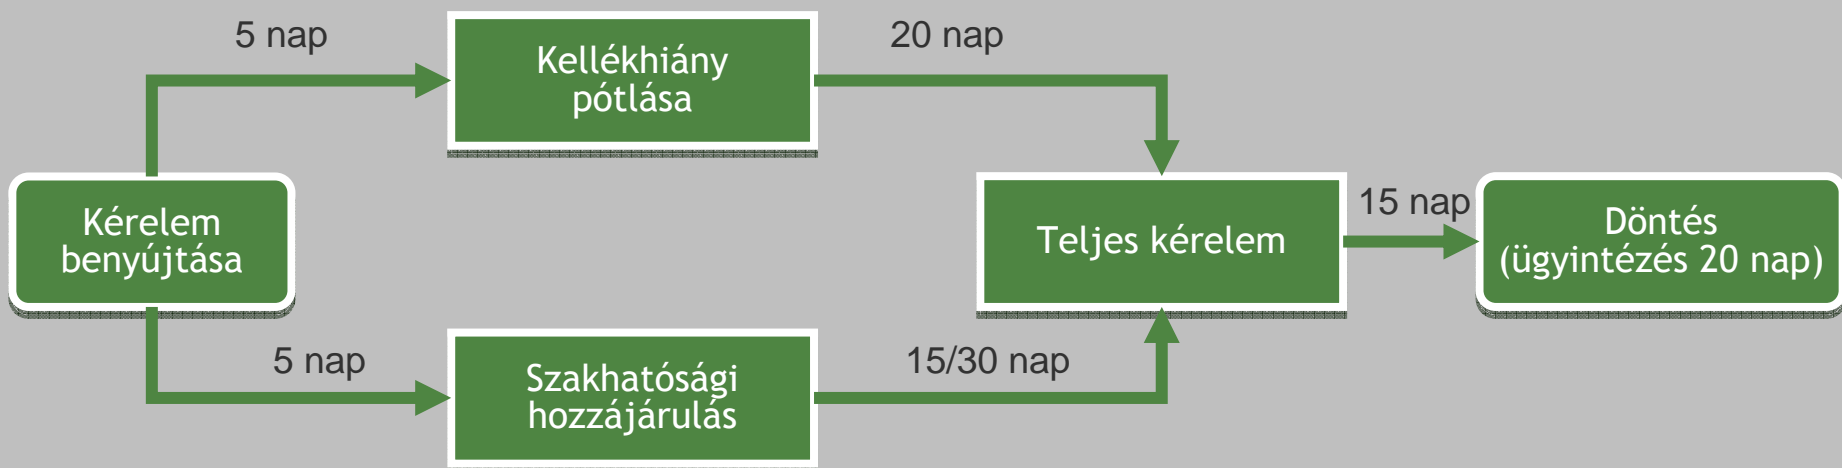 5 nap
Kellékhiány
pótlása
20 nap
Kérelem
benyújtása
Teljes kérelem
15 nap
Döntés
(ügyintézés 20 nap)
5 nap
Szakhatósági
hozzájárulás
15/30 nap